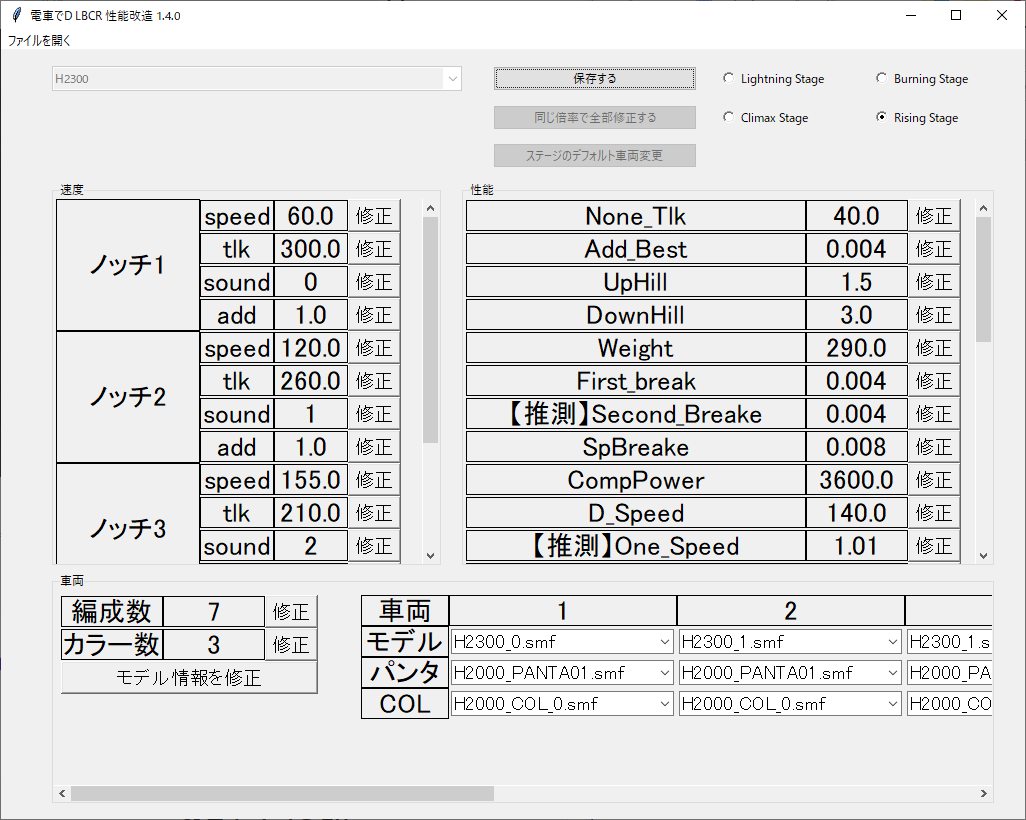 電車でD LBCR 性能改造 1.4.0
ファイルを開く
H2300
保存する
Lightning Stage
Burning Stage
同じ倍率で全部修正する
Climax Stage
Rising Stage
ステージのデフォルト車両変更
速度
ノッチ1
speed 60.0 修正
tlk 300.0 修正
sound 0 修正
add 1.0 修正
ノッチ2
speed 120.0 修正
tlk 260.0 修正
sound 1 修正
add 1.0 修正
ノッチ3
speed 155.0 修正
tlk 210.0 修正
sound 2 修正
性能
None_Tlk 40.0 修正
Add_Best 0.004 修正
UpHill 1.5 修正
DownHill 3.0 修正
Weight 290.0 修正
First_break 0.004 修正
【推測】Second_Breake 0.004 修正
SpBreake 0.008 修正
CompPower 3600.0 修正
D_Speed 140.0 修正
【推測】One_Speed 1.01 修正
車両
編成数 7 修正
カラー数 3 修正
モデル情報を修正
車両 1 2
モデル H2300_0.smf H2300_1.smf H2300_1.s
パンタ H2000_PANTA01.smf H2000_PANTA01.smf H2000_PA
COL H2000_COL_0.smf H2000_COL_0.smf H2000_CO